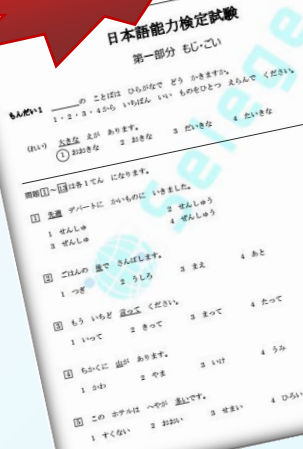 日本語能力検定試験
第一部分 もじ・ごい
もんだい1 ______の ことばは ひらがなで どう かきますか。
1・2・3・4から いちばん いい ものをひとつ えらんで ください。
(れい) 大きな えが あります。
① おおきな 2 おきな 3 だいきな 4 たいきな
問題1~13は各1てん になります。
1 先週 デパートに かいものに いきました。
1 せんしゅ 2 せんしゅう
3 ぜんしゅ 4 ぜんしゅう
2 ごはんの 後で さんぽします。
1 つぎ 2 うしろ 3 まえ 4 あと
3 もう いちど 言って ください。
1 いって 2 きって 3 まって 4 たって
4 ちかくに 山が あります。
1 かわ 2 やま 3 いけ 4 うみ
5 この ホテルは へやが 多いです。
1 すくない 2 おおい 3 せまい 4 ひろい